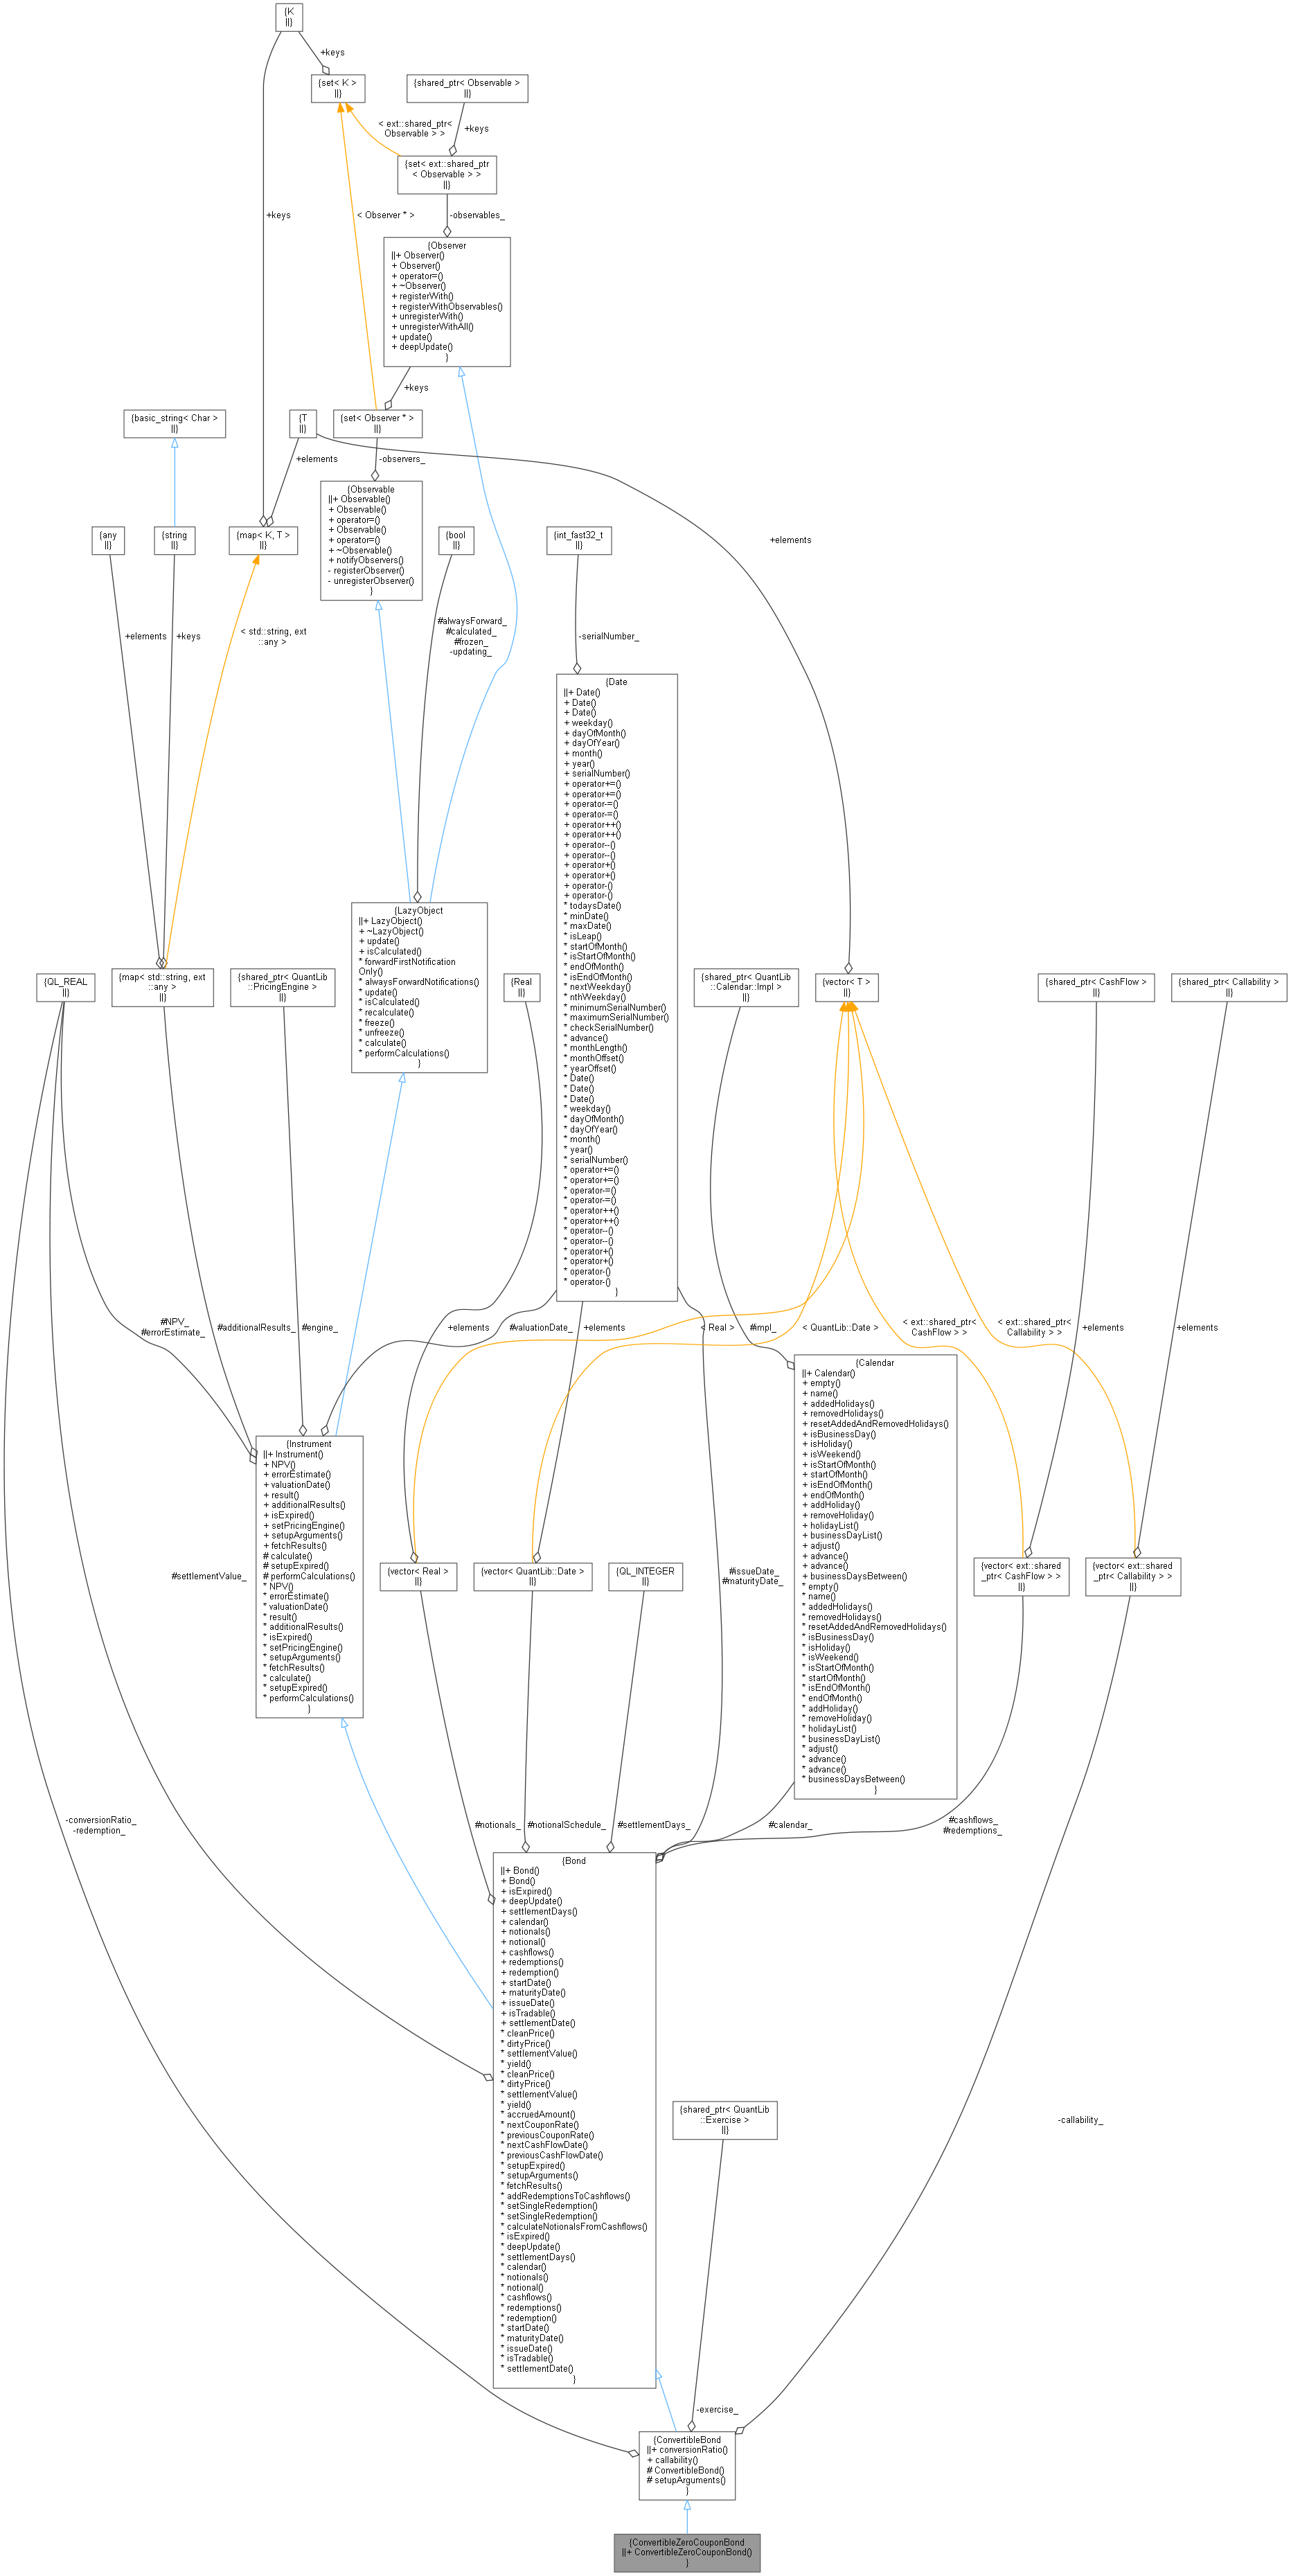 {K
||}
+keys
{set< K >
||}
{shared_ptr< Observable >
||}
< ext::shared_ptr<
Observable > >
+keys
{set< ext::shared_ptr
< Observable > >
||}
+keys
< Observer * >
-observables_
{Observer
||+ Observer()
+ Observer()
+ operator=()
+ ~Observer()
+ registerWith()
+ registerWithObservables()
+ unregisterWith()
+ unregisterWithAll()
+ update()
+ deepUpdate()
}
+keys
{basic_string< Char >
||}
{T
||}
{set< Observer * >
||}
+elements
-observers_
{Observable
||+ Observable()
+ Observable()
+ operator=()
+ Observable()
+ operator=()
+ ~Observable()
+ notifyObservers()
- registerObserver()
- unregisterObserver()
}
{any
||}
{string
||}
{map< K, T >
||}
{bool
||}
{int_fast32_t
||}
+elements
+elements
+keys
< std::string, ext
::any >
#alwaysForward_
#calculated_
#frozen_
-updating_
-serialNumber_
{Date
||+ Date()
+ Date()
+ Date()
+ weekday()
+ dayOfMonth()
+ dayOfYear()
+ month()
+ year()
+ serialNumber()
+ operator+=()
+ operator+=()
+ operator-=()
+ operator-=()
+ operator++()
+ operator++()
+ operator--()
+ operator--()
+ operator+()
+ operator+()
+ operator-()
+ operator-()
* todaysDate()
* minDate()
* maxDate()
* isLeap()
* startOfMonth()
* isStartOfMonth()
* endOfMonth()
* isEndOfMonth()
* nextWeekday()
* nthWeekday()
* minimumSerialNumber()
* maximumSerialNumber()
* checkSerialNumber()
* advance()
* monthLength()
* monthOffset()
* yearOffset()
* Date()
* Date()
* Date()
* weekday()
* dayOfMonth()
* dayOfYear()
* month()
* year()
* serialNumber()
* operator+=()
* operator+=()
* operator-=()
* operator-=()
* operator++()
* operator++()
* operator--()
* operator--()
* operator+()
* operator+()
* operator-()
* operator-()
}
{LazyObject
||+ LazyObject()
+ ~LazyObject()
+ update()
+ isCalculated()
* forwardFirstNotification
Only()
* alwaysForwardNotifications()
* update()
* isCalculated()
* recalculate()
* freeze()
* unfreeze()
* calculate()
* performCalculations()
}
{QL_REAL
||}
{map< std::string, ext
::any >
||}
{shared_ptr< QuantLib
::PricingEngine >
||}
{Real
||}
{shared_ptr< QuantLib
::Calendar::Impl >
||}
{vector< T >
||}
{shared_ptr< CashFlow >
||}
{shared_ptr< Callability >
||}
#NPV_
#errorEstimate_
#additionalResults_
#engine_
+elements
#valuationDate_
+elements
< Real >
#impl_
< QuantLib::Date >
< ext::shared_ptr<
CashFlow > >
< ext::shared_ptr<
Callability > >
+elements
+elements
{Calendar
||+ Calendar()
+ empty()
+ name()
+ addedHolidays()
+ removedHolidays()
+ resetAddedAndRemovedHolidays()
+ isBusinessDay()
+ isHoliday()
+ isWeekend()
+ isStartOfMonth()
+ startOfMonth()
+ isEndOfMonth()
+ endOfMonth()
+ addHoliday()
+ removeHoliday()
+ holidayList()
+ businessDayList()
+ adjust()
+ advance()
+ advance()
+ businessDaysBetween()
* empty()
* name()
* addedHolidays()
* removedHolidays()
* resetAddedAndRemovedHolidays()
* isBusinessDay()
* isHoliday()
* isWeekend()
* isStartOfMonth()
* startOfMonth()
* isEndOfMonth()
* endOfMonth()
* addHoliday()
* removeHoliday()
* holidayList()
* businessDayList()
* adjust()
* advance()
* advance()
* businessDaysBetween()
}
{Instrument
||+ Instrument()
+ NPV()
+ errorEstimate()
+ valuationDate()
+ result()
+ additionalResults()
+ isExpired()
+ setPricingEngine()
+ setupArguments()
+ fetchResults()
# calculate()
# setupExpired()
# performCalculations()
* NPV()
* errorEstimate()
* valuationDate()
* result()
* additionalResults()
* isExpired()
* setPricingEngine()
* setupArguments()
* fetchResults()
* calculate()
* setupExpired()
* performCalculations()
}
#settlementValue_
{vector< Real >
||}
{vector< QuantLib::Date >
||}
{QL_INTEGER
||}
#issueDate_
#maturityDate_
{vector< ext::shared
_ptr< CashFlow > >
||}
{vector< ext::shared
_ptr< Callability > >
||}
-conversionRatio_
-redemption_
#notionals_
#notionalSchedule_
#settlementDays_
#calendar_
#cashflows_
#redemptions_
{Bond
||+ Bond()
+ Bond()
+ isExpired()
+ deepUpdate()
+ settlementDays()
+ calendar()
+ notionals()
+ notional()
+ cashflows()
+ redemptions()
+ redemption()
+ startDate()
+ maturityDate()
+ issueDate()
+ isTradable()
+ settlementDate()
* cleanPrice()
* dirtyPrice()
* settlementValue()
* yield()
* cleanPrice()
* dirtyPrice()
* settlementValue()
* yield()
* accruedAmount()
* nextCouponRate()
* previousCouponRate()
* nextCashFlowDate()
* previousCashFlowDate()
* setupExpired()
* setupArguments()
* fetchResults()
* addRedemptionsToCashflows()
* setSingleRedemption()
* setSingleRedemption()
* calculateNotionalsFromCashflows()
* isExpired()
* deepUpdate()
* settlementDays()
* calendar()
* notionals()
* notional()
* cashflows()
* redemptions()
* redemption()
* startDate()
* maturityDate()
* issueDate()
* isTradable()
* settlementDate()
}
{shared_ptr< QuantLib
::Exercise >
||}
-callability_
-exercise_
{ConvertibleBond
||+ conversionRatio()
+ callability()
# ConvertibleBond()
# setupArguments()
}
{ConvertibleZeroCouponBond
||+ ConvertibleZeroCouponBond()
}